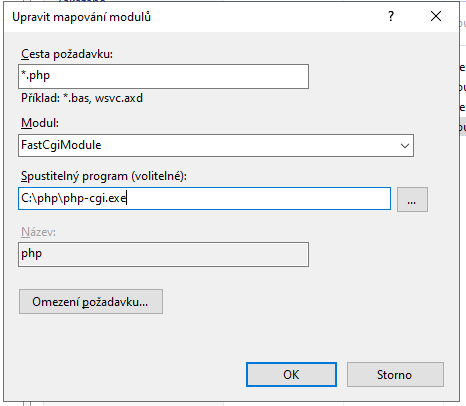 Upravit mapování modulů
Cesta požadavku:
*.php
Příklad: *.bas, wsvc.axd
Modul:
FastCgiModule
Spustitelný program (volitelné):
C:\php\php-cgi.exe
...
Název:
php
Omezení požadavku...
OK
Storno